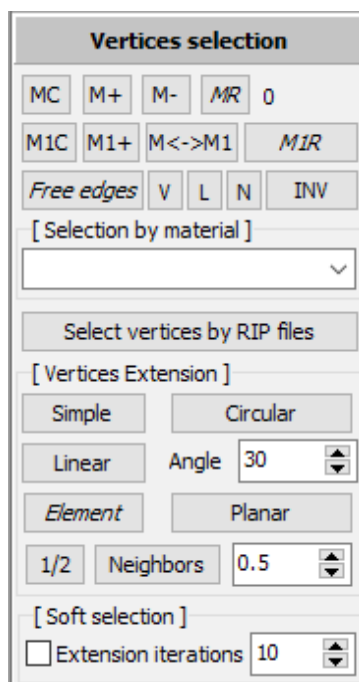 Vertices selection
MC M+ M- MR 0
M1C M1+ M<->M1 M1R
Free edges V L N INV
[ Selection by material ]
Select vertices by RIP files
[ Vertices Extension ]
Simple Circular
Linear Angle 30
Element Planar
1/2 Neighbors 0.5
[ Soft selection ]
Extension iterations 10